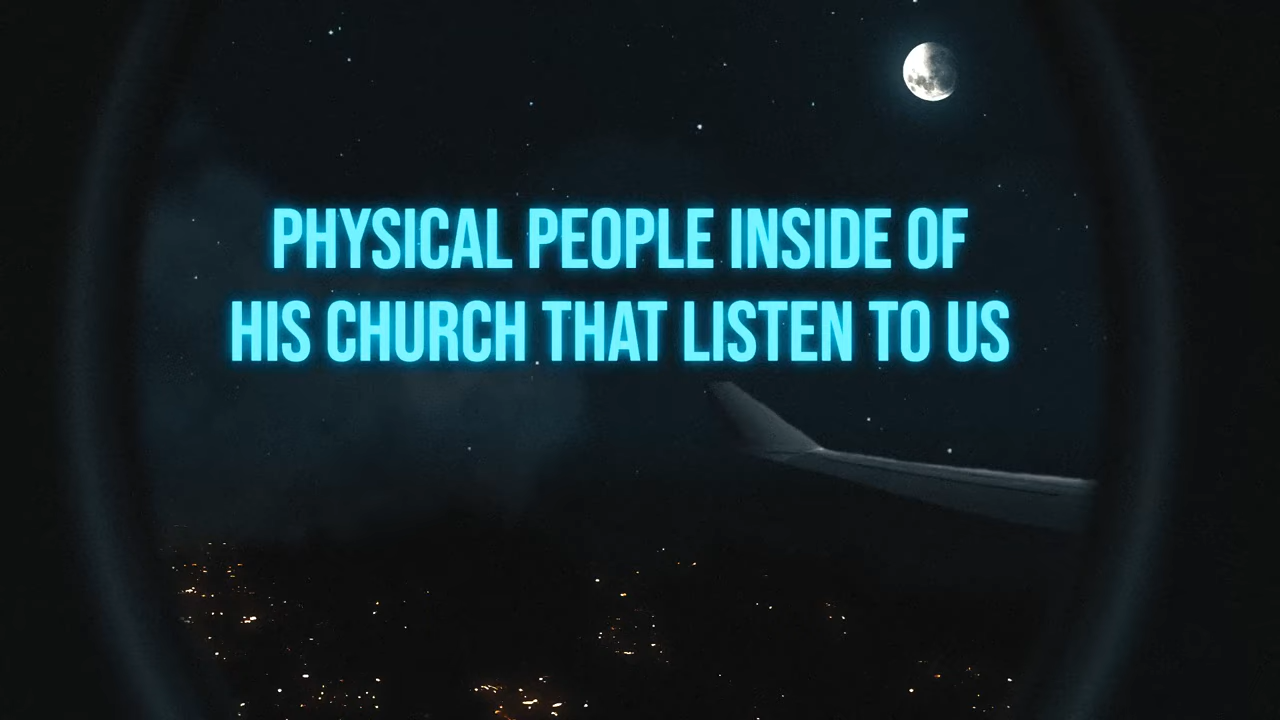 PHYSICAL PEOPLE INSIDE OF
HIS CHURCH THAT LISTEN TO US